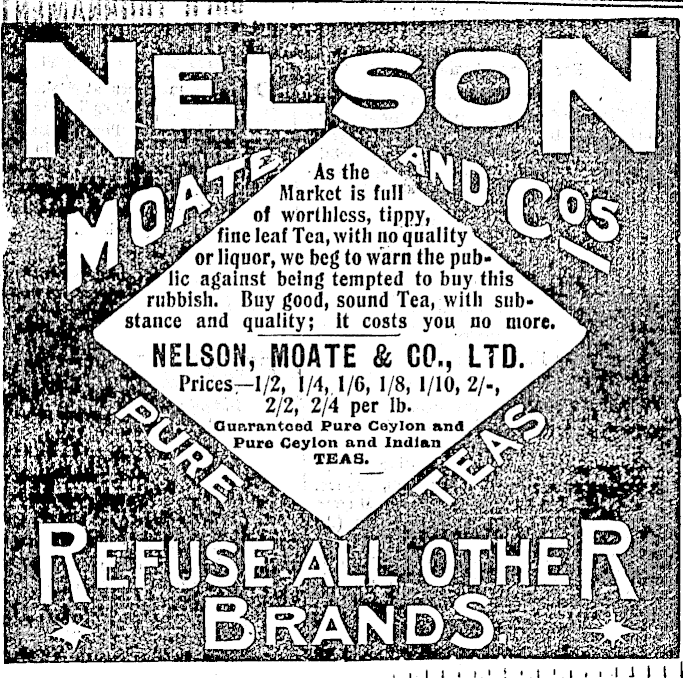 NELSON
MOATE AND CO'S
As the
Market is full
of worthless, tippy,
fine leaf Tea, with no quality
or liquor, we beg to warn the pub-
lic against being tempted to buy this
rubbish. Buy good, sound Tea, with sub-
stance and quality; it costs you no more.
NELSON, MOATE & CO., LTD.
Prices—1/2, 1/4, 1/6, 1/8, 1/10, 2/-,
2/2, 2/4 per lb.
Guaranteed Pure Ceylon and
Pure Ceylon and Indian
TEAS.
PURE TEAS
REFUSE ALL OTHER
BRANDS.